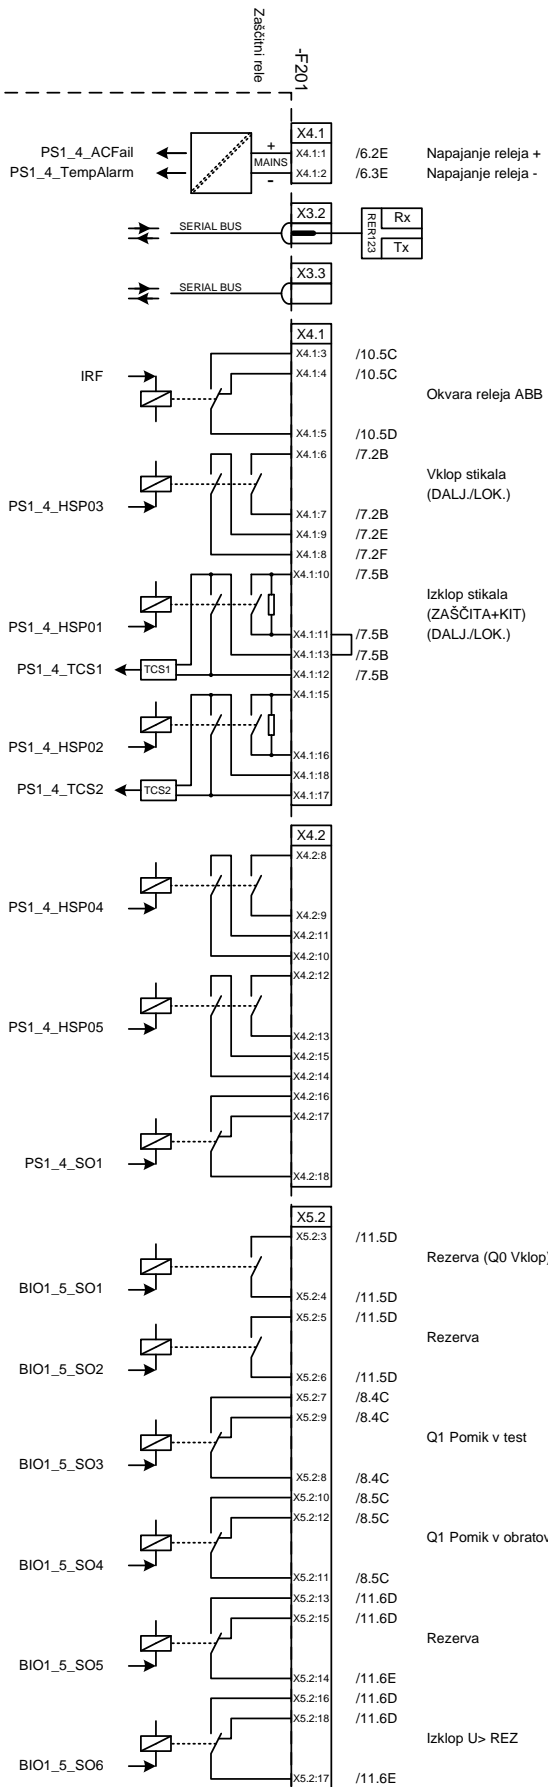 Zaščitni rele
-F201
X4.1
PS1_4_ACFail + X4.1:1 /6.2E Napajanje releja +
MAINS
PS1_4_TempAlarm - X4.1:2 /6.3E Napajanje releja -
X3.2
SERIAL BUS
RER123
Rx
Tx
X3.3
SERIAL BUS
X4.1
X4.1:3 /10.5C
IRF X4.1:4 /10.5C
Okvara releja ABB
X4.1:5 /10.5D
X4.1:6 /7.2B
Vklop stikala
(DALJ./LOK.)
PS1_4_HSP03
X4.1:7 /7.2B
X4.1:9 /7.2E
X4.1:8 /7.2F
X4.1:10 /7.5B
Izklop stikala
(ZAŠČITA+KIT)
PS1_4_HSP01
X4.1:11 /7.5B (DALJ./LOK.)
X4.1:13 /7.5B
PS1_4_TCS1 TCS1 X4.1:12 /7.5B
X4.1:15
PS1_4_HSP02
X4.1:16
X4.1:18
PS1_4_TCS2 TCS2 X4.1:17
X4.2
X4.2:8
PS1_4_HSP04
X4.2:9
X4.2:11
X4.2:10
X4.2:12
PS1_4_HSP05
X4.2:13
X4.2:15
X4.2:14
X4.2:16
X4.2:17
PS1_4_SO1
X4.2:18
X5.2
X5.2:3 /11.5D
Rezerva (Q0 Vklop)
BIO1_5_SO1
X5.2:4 /11.5D
X5.2:5 /11.5D
Rezerva
BIO1_5_SO2
X5.2:6 /11.5D
X5.2:7 /8.4C
X5.2:9 /8.4C
Q1 Pomik v test
BIO1_5_SO3
X5.2:8 /8.4C
X5.2:10 /8.5C
X5.2:12 /8.5C
Q1 Pomik v obratov
BIO1_5_SO4
X5.2:11 /8.5C
X5.2:13 /11.6D
X5.2:15 /11.6D
Rezerva
BIO1_5_SO5
X5.2:14 /11.6E
X5.2:16 /11.6D
X5.2:18 /11.6D
Izklop U> REZ
BIO1_5_SO6
X5.2:17 /11.6E